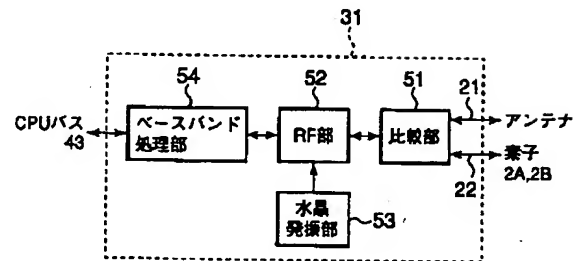 31
54
52
51
21
CPUバス
43
ベースバンド
処理部
RF部
比較部
アンテナ
素子
2A,2B
22
水晶
発振部
53